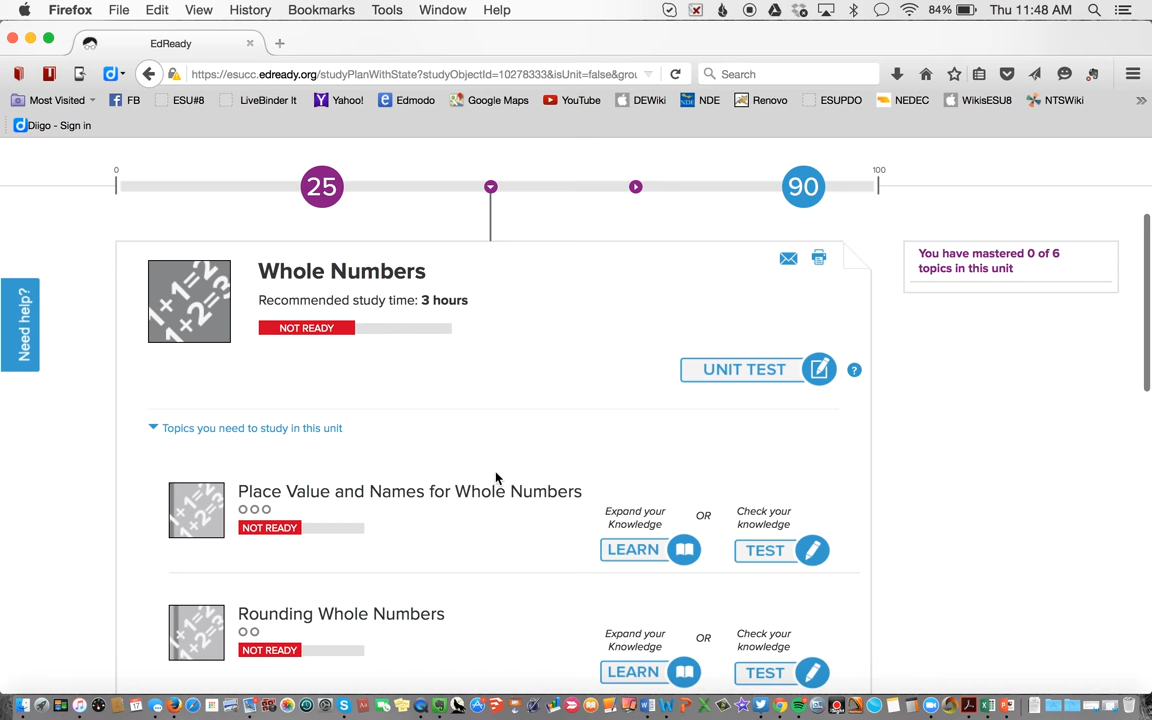 Firefox File Edit View History Bookmarks Tools Window Help 84% Thu 11:48 AM
EdReady
https://esucc.edready.org/studyPlanWithState?studyObjectId=10278333&isUnit=false&grou Search
Most Visited FB ESU#8 LiveBinder It Yahoo! Edmodo Google Maps YouTube DEWiki NDE Renovo ESUPDO NEDEC WikisESU8 NTSWiki
Diigo - Sign in
0 100
25 90
Whole Numbers
Recommended study time: 3 hours
NOT READY
You have mastered 0 of 6
topics in this unit
Need help?
UNIT TEST ?
Topics you need to study in this unit
Place Value and Names for Whole Numbers
NOT READY
Expand your
Knowledge
OR
Check your
knowledge
LEARN TEST
Rounding Whole Numbers
NOT READY
Expand your
Knowledge
OR
Check your
knowledge
LEARN TEST